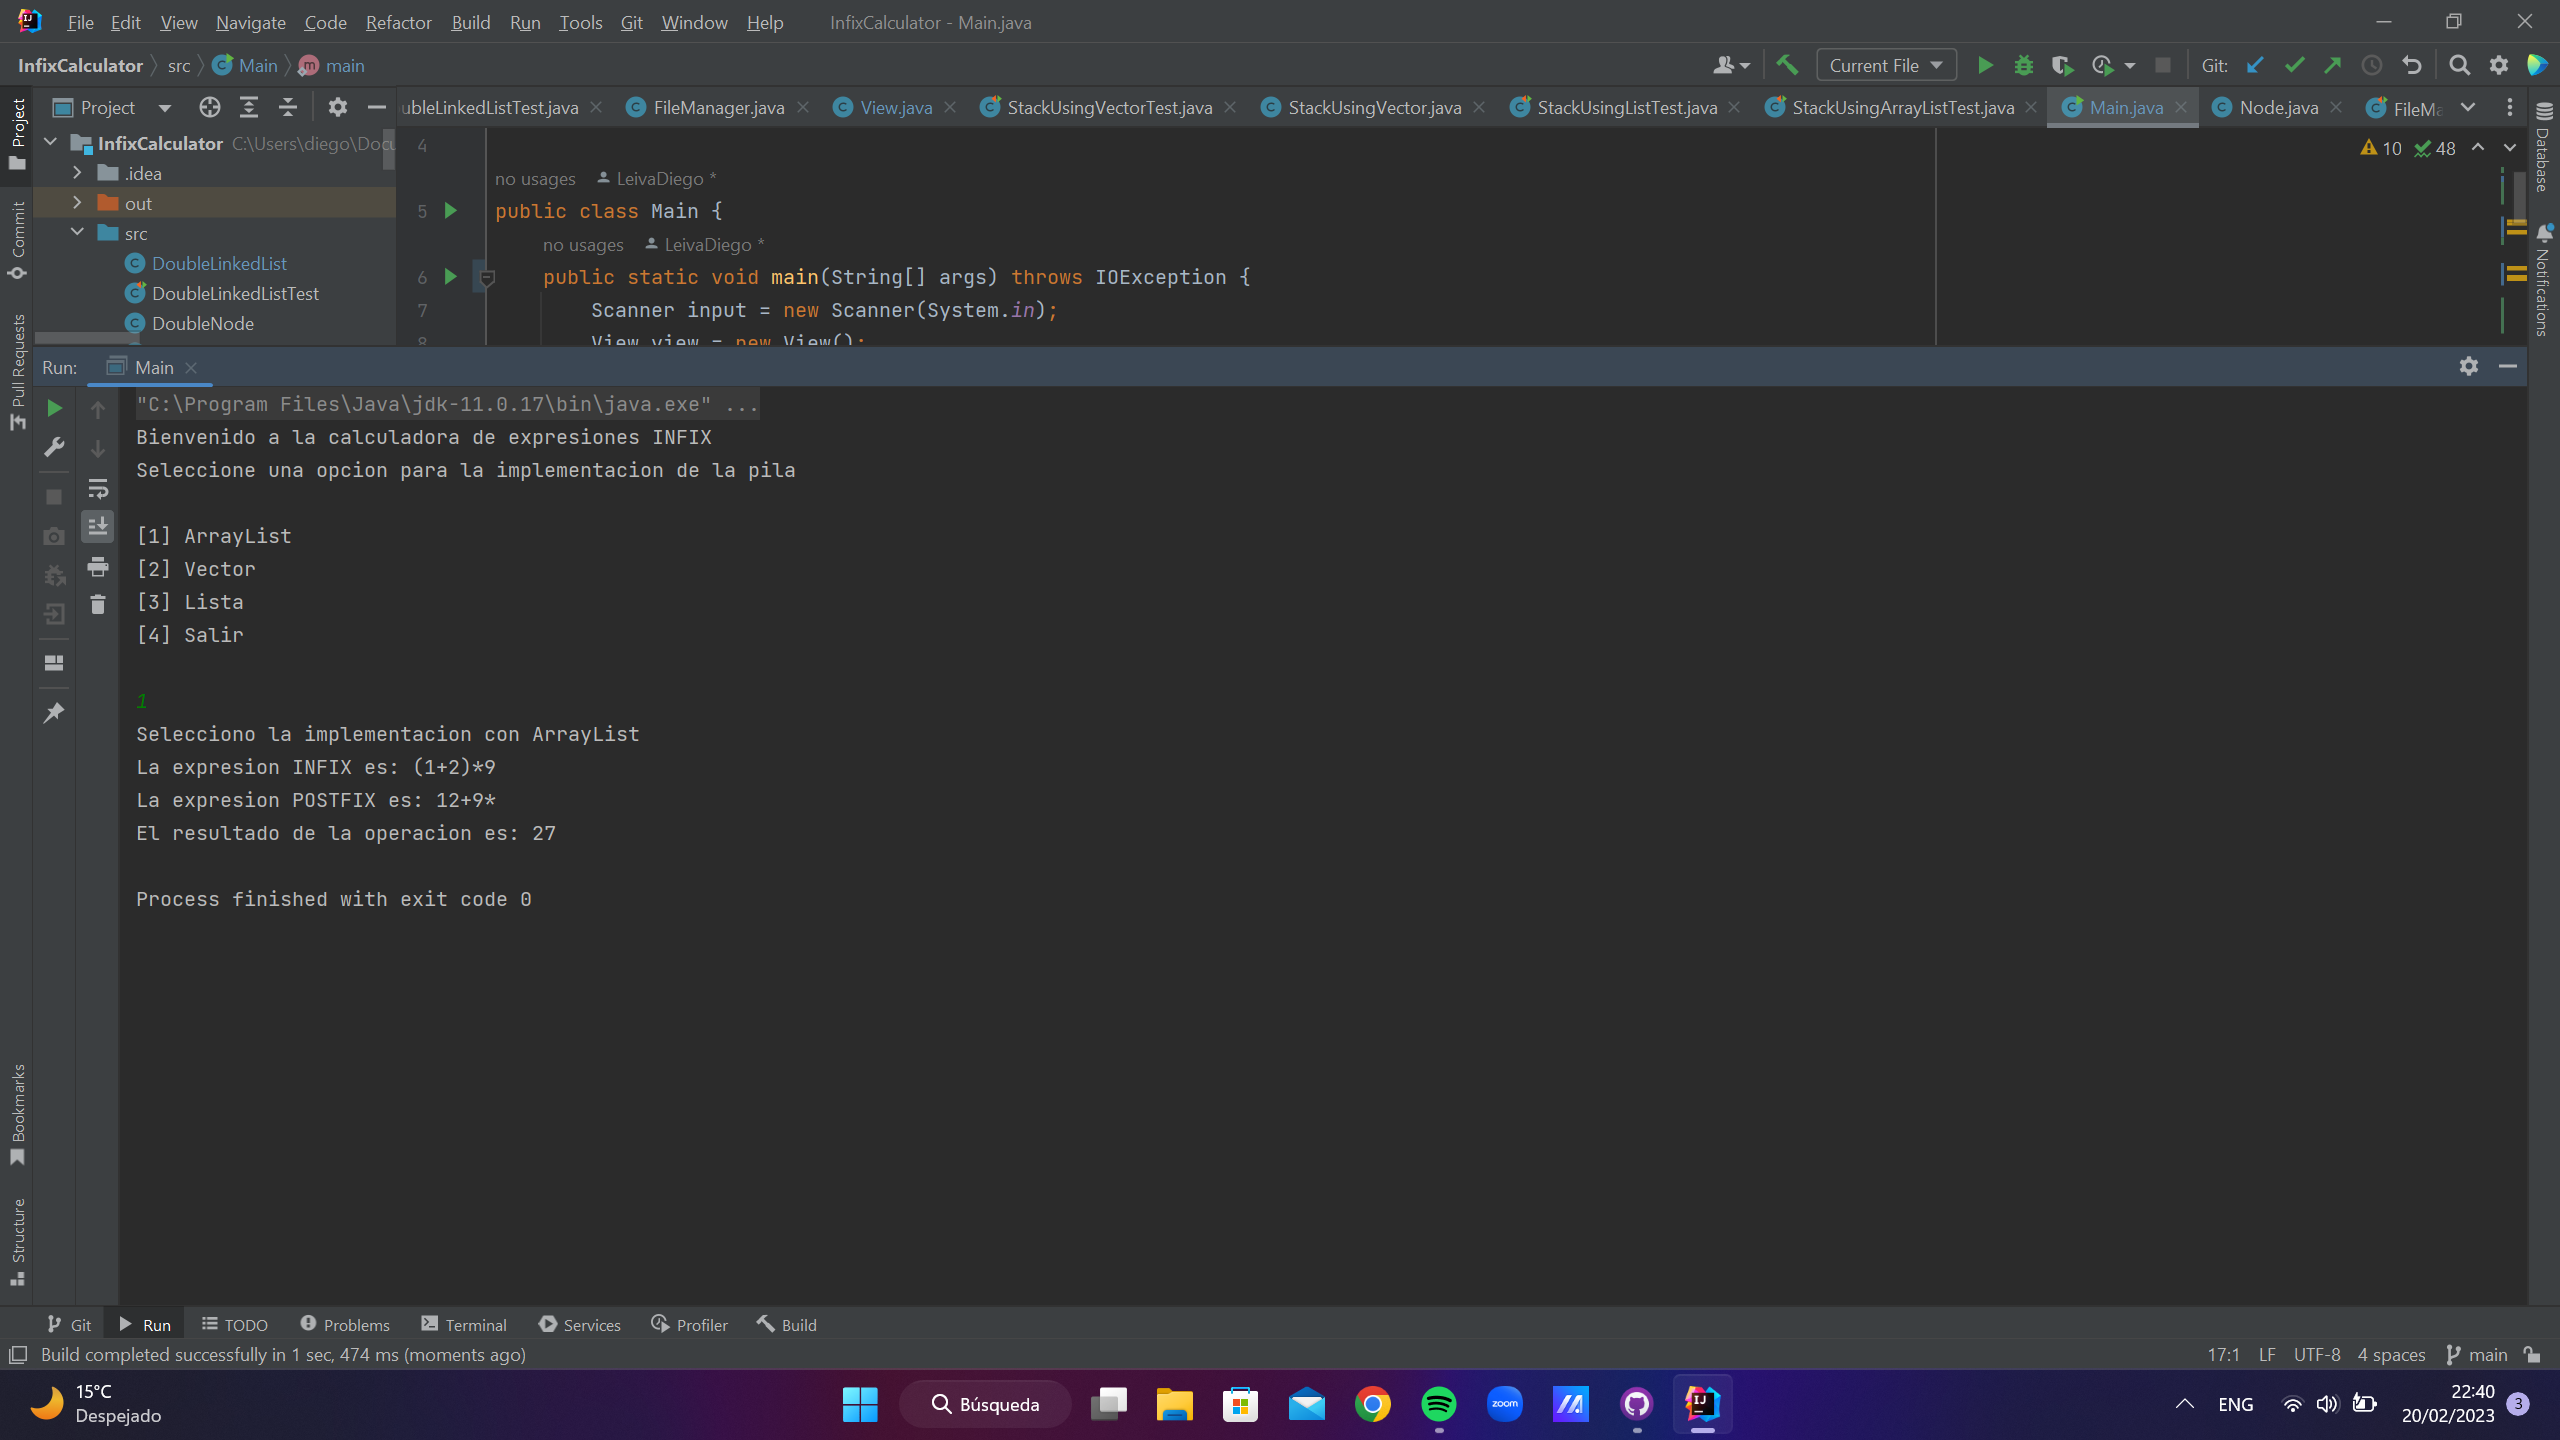 File Edit View Navigate Code Refactor Build Run Tools Git Window Help InfixCalculator - Main.java
InfixCalculator src Main main Current File Git:
Project ubleLinkedListTest.java FileManager.java View.java StackUsingVectorTest.java StackUsingVector.java StackUsingListTest.java StackUsingArrayListTest.java Main.java Node.java FileMa
InfixCalculator C:\Users\diego\Docu
.idea
out
src
DoubleLinkedList
DoubleLinkedListTest
DoubleNode
4
no usages LeivaDiego *
5 public class Main {
no usages LeivaDiego *
6 public static void main(String[] args) throws IOException {
7 Scanner input = new Scanner(System.in);
8 View view = new View();
10 48
Project
Commit
Pull Requests
Bookmarks
Structure
Database
Notifications
Run: Main
"C:\Program Files\Java\jdk-11.0.17\bin\java.exe" ...
Bienvenido a la calculadora de expresiones INFIX
Seleccione una opcion para la implementacion de la pila
[1] ArrayList
[2] Vector
[3] Lista
[4] Salir
1
Selecciono la implementacion con ArrayList
La expresion INFIX es: (1+2)*9
La expresion POSTFIX es: 12+9*
El resultado de la operacion es: 27
Process finished with exit code 0
Git Run TODO Problems Terminal Services Profiler Build
Build completed successfully in 1 sec, 474 ms (moments ago) 17:1 LF UTF-8 4 spaces main
15°C
Despejado
Búsqueda
zoom
IJ
ENG
22:40
20/02/2023
3